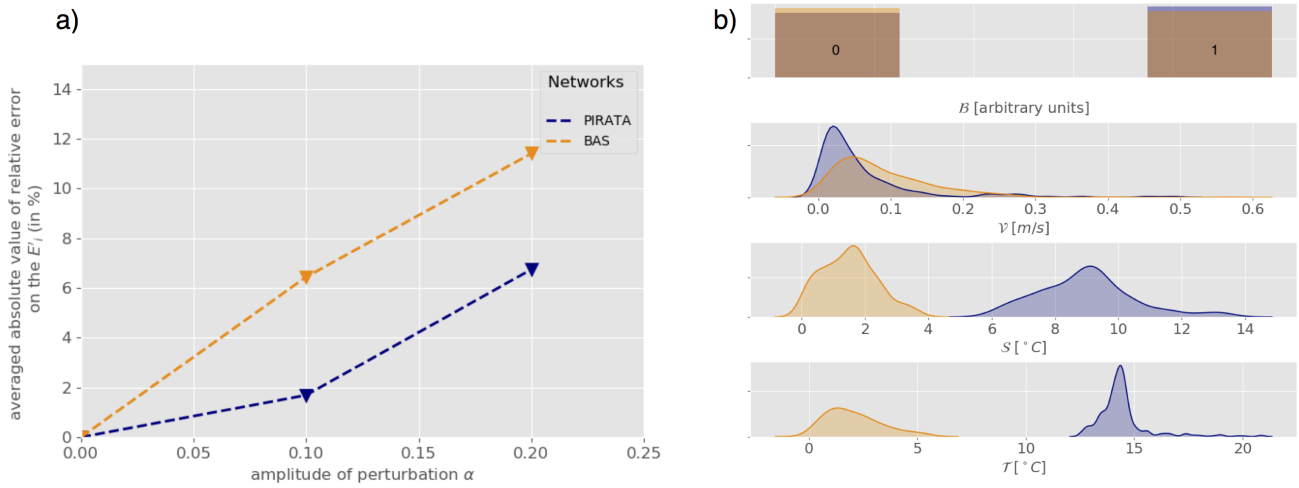 a)
averaged absolute value of relative error
on the E'ᵢ (in %)
14
12
10
8
6
4
2
0
0.00 0.05 0.10 0.15 0.20 0.25
amplitude of perturbation α
Networks
PIRATA
BAS
b)
0 1
ℬ [arbitrary units]
0.0 0.1 0.2 0.3 0.4 0.5 0.6
𝒱 [m/s]
0 2 4 6 8 10 12 14
𝒮 [°C]
0 5 10 15 20
𝒯 [°C]